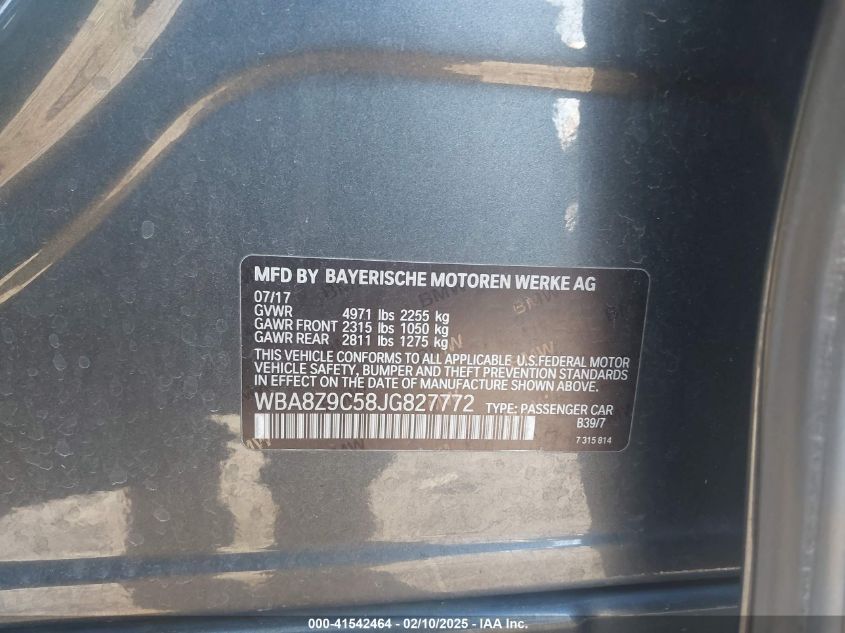 MFD BY BAYERISCHE MOTOREN WERKE AG
07/17
GVWR 4971 lbs 2255 kg
GAWR FRONT 2315 lbs 1050 kg
GAWR REAR 2811 lbs 1275 kg
THIS VEHICLE CONFORMS TO ALL APPLICABLE U.S.FEDERAL MOTOR
VEHICLE SAFETY, BUMPER AND THEFT PREVENTION STANDARDS
IN EFFECT ON THE DATE OF MANUFACTURE SHOWN ABOVE.
WBA8Z9C58JG827772 TYPE: PASSENGER CAR
B39/7
7 315 814
000-41542464 - 02/10/2025 - IAA Inc.